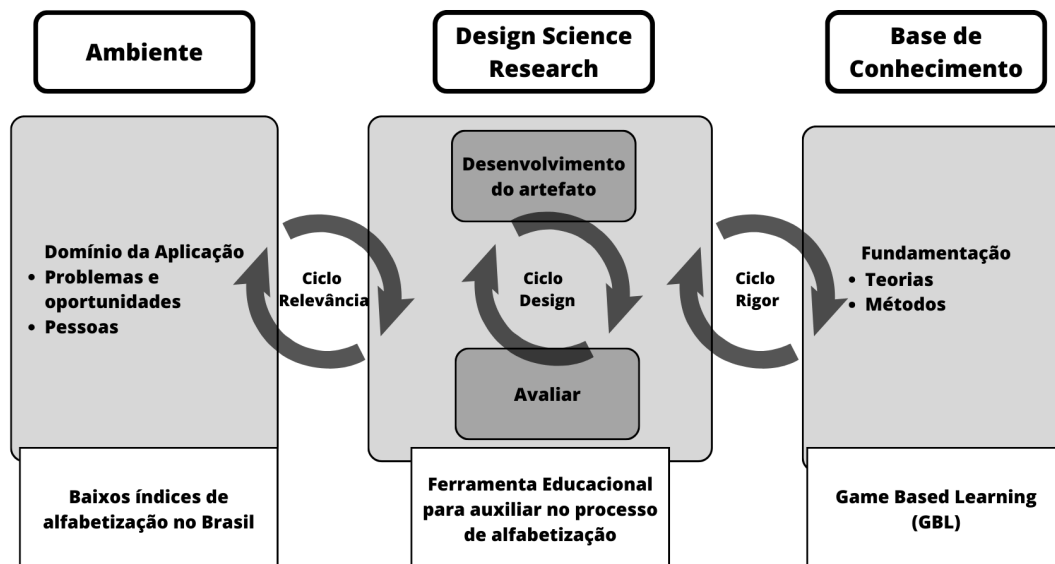 Ambiente
Design Science
Research
Base de
Conhecimento
Domínio da Aplicação
• Problemas e
oportunidades
• Pessoas
Ciclo
Relevância
Desenvolvimento
do artefato
Ciclo
Design
Avaliar
Ciclo
Rigor
Fundamentação
• Teorias
• Métodos
Baixos índices de
alfabetização no Brasil
Ferramenta Educacional
para auxiliar no processo
de alfabetização
Game Based Learning
(GBL)